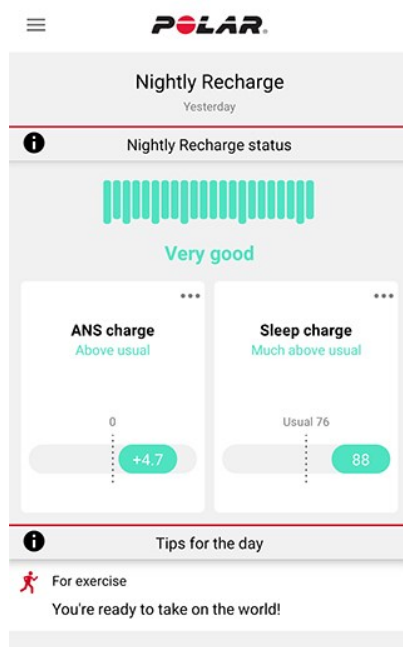 POLAR.
Nightly Recharge
Yesterday
Nightly Recharge status
Very good
ANS charge
Above usual
0
+4.7
Sleep charge
Much above usual
Usual 76
88
Tips for the day
For exercise
You're ready to take on the world!